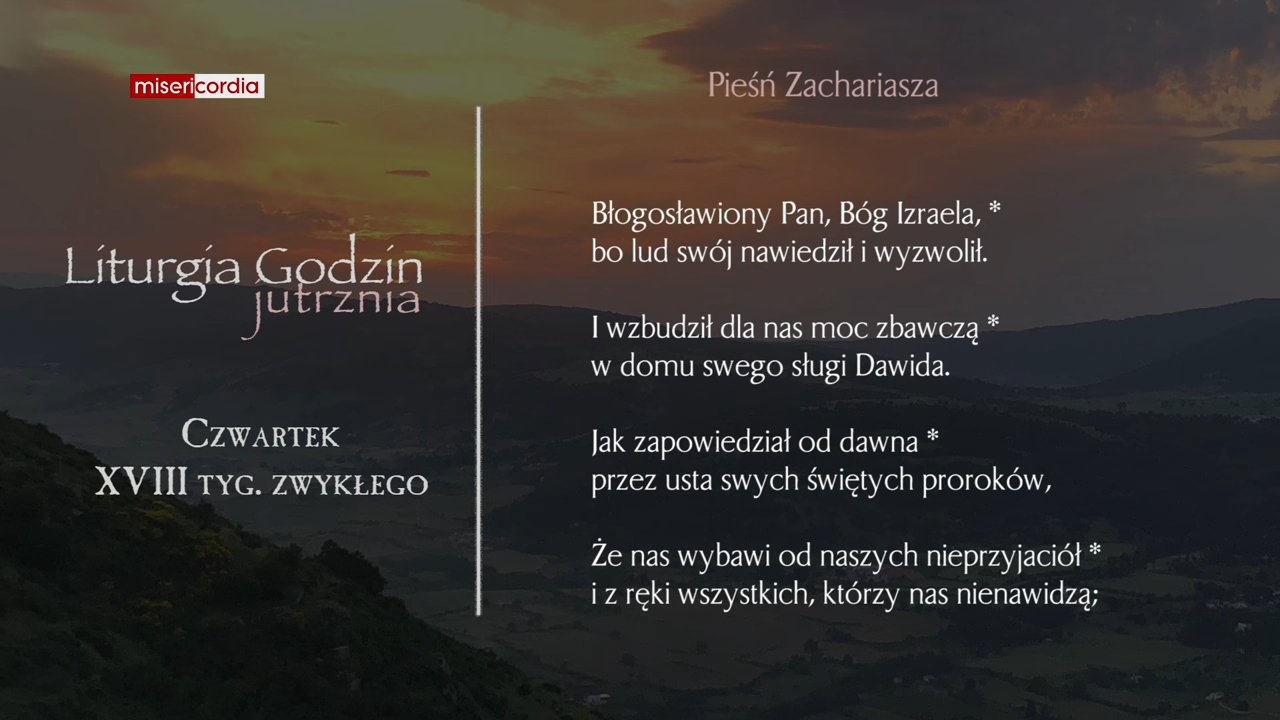 misericordia
Liturgia Godzin
jutrznia
Czwartek
XVIII tyg. zwykłego
Pieśń Zachariasza
Błogosławiony Pan, Bóg Izraela, *
bo lud swój nawiedził i wyzwolił.
I wzbudził dla nas moc zbawczą *
w domu swego sługi Dawida.
Jak zapowiedział od dawna *
przez usta swych świętych proroków,
Że nas wybawi od naszych nieprzyjaciół *
i z ręki wszystkich, którzy nas nienawidzą;